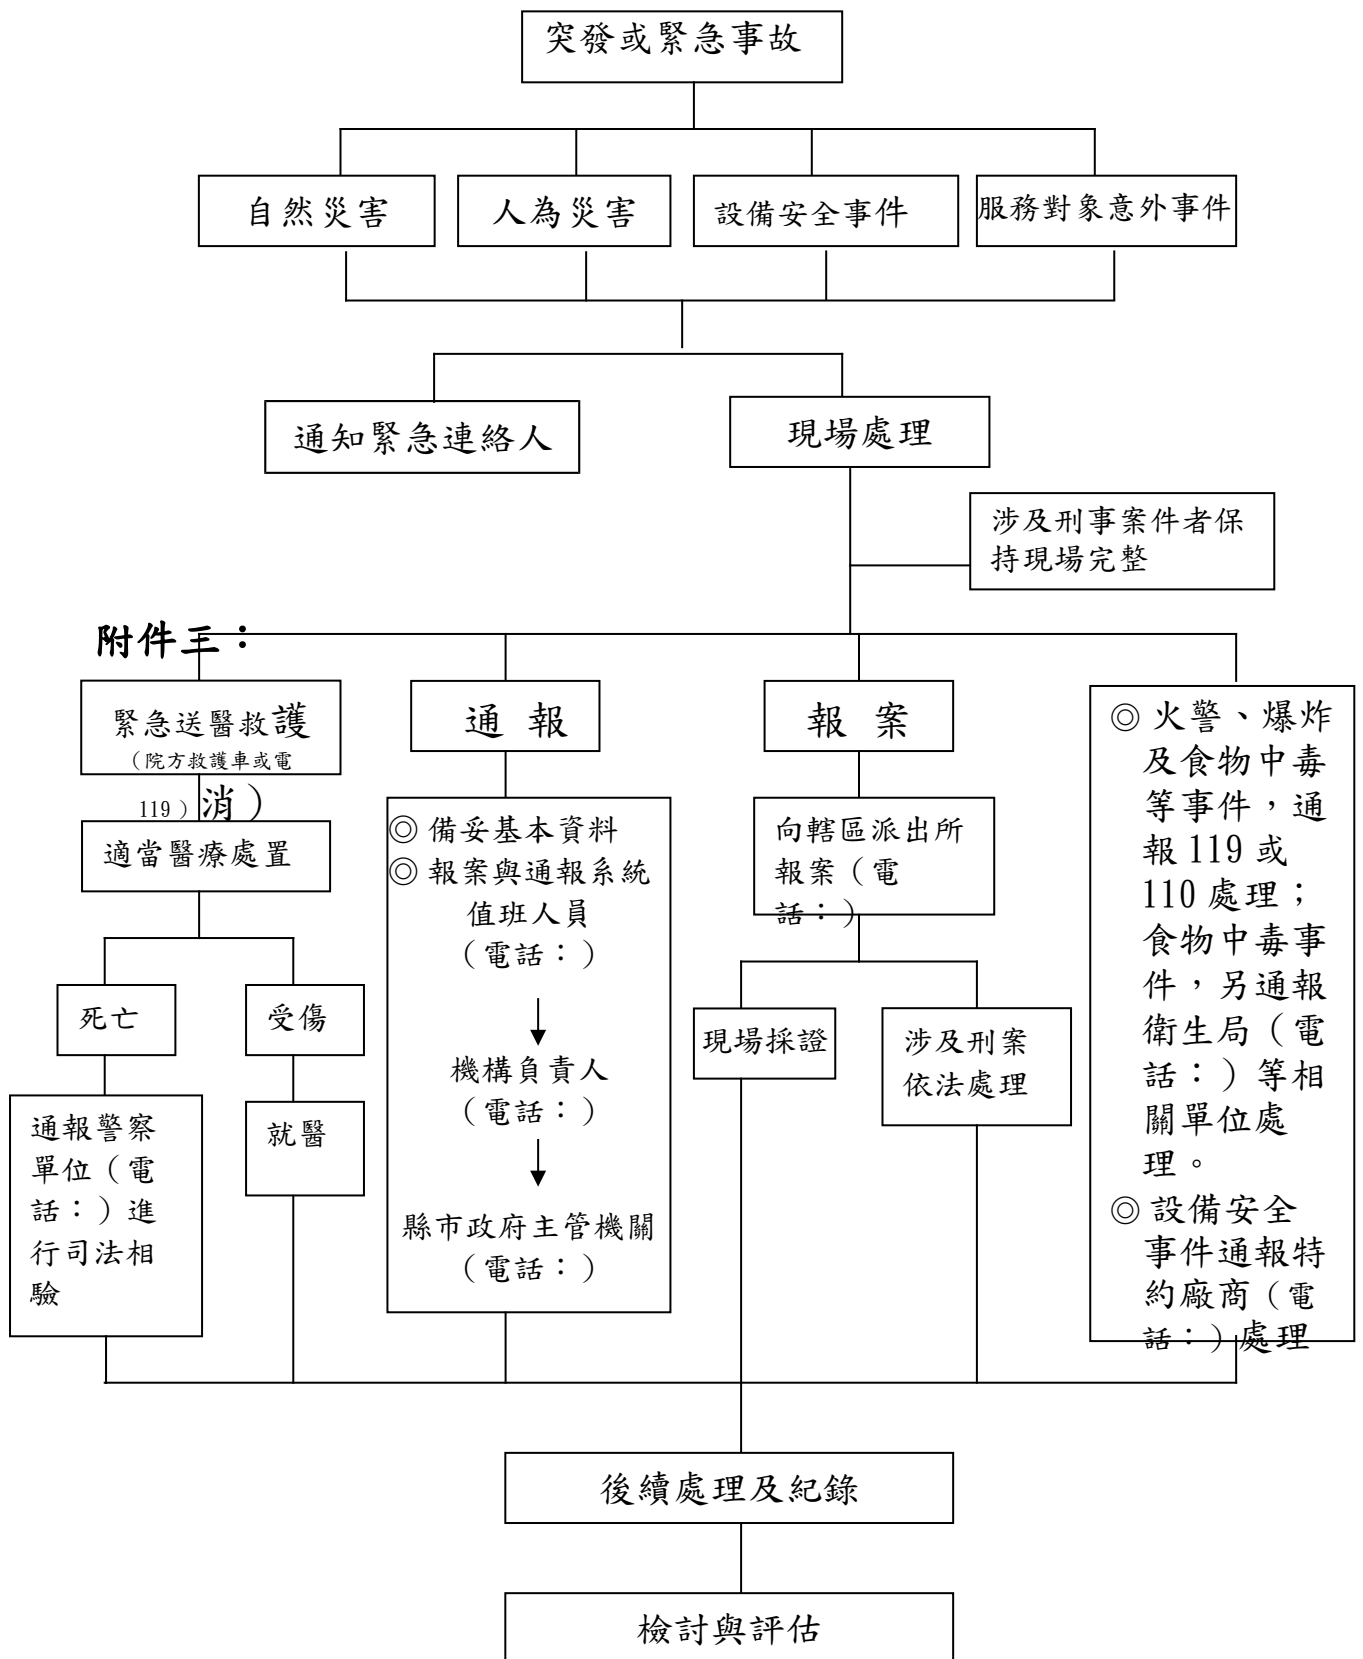 突發或緊急事故
自然災害
人為災害
設備安全事件
服務對象意外事件
通知緊急連絡人
現場處理
涉及刑事案件者保
持現場完整
附件三：
緊急送醫救護
（院方救護車或電
119）消）
適當醫療處置
死亡
受傷
通報警察
單位（電
話：）進
行司法相
驗
就醫
通 報
◎ 備妥基本資料
◎ 報案與通報系統
值班人員
（電話：）
機構負責人
（電話：）
縣市政府主管機關
（電話：）
報 案
向轄區派出所
報案（電
話：）
現場採證
涉及刑案
依法處理
◎ 火警、爆炸
及食物中毒
等事件，通
報 119 或
110 處理；
食物中毒事
件，另通報
衛生局（電
話：）等相
關單位處
理。
◎ 設備安全
事件通報特
約廠商（電
話：）處理
後續處理及紀錄
檢討與評估